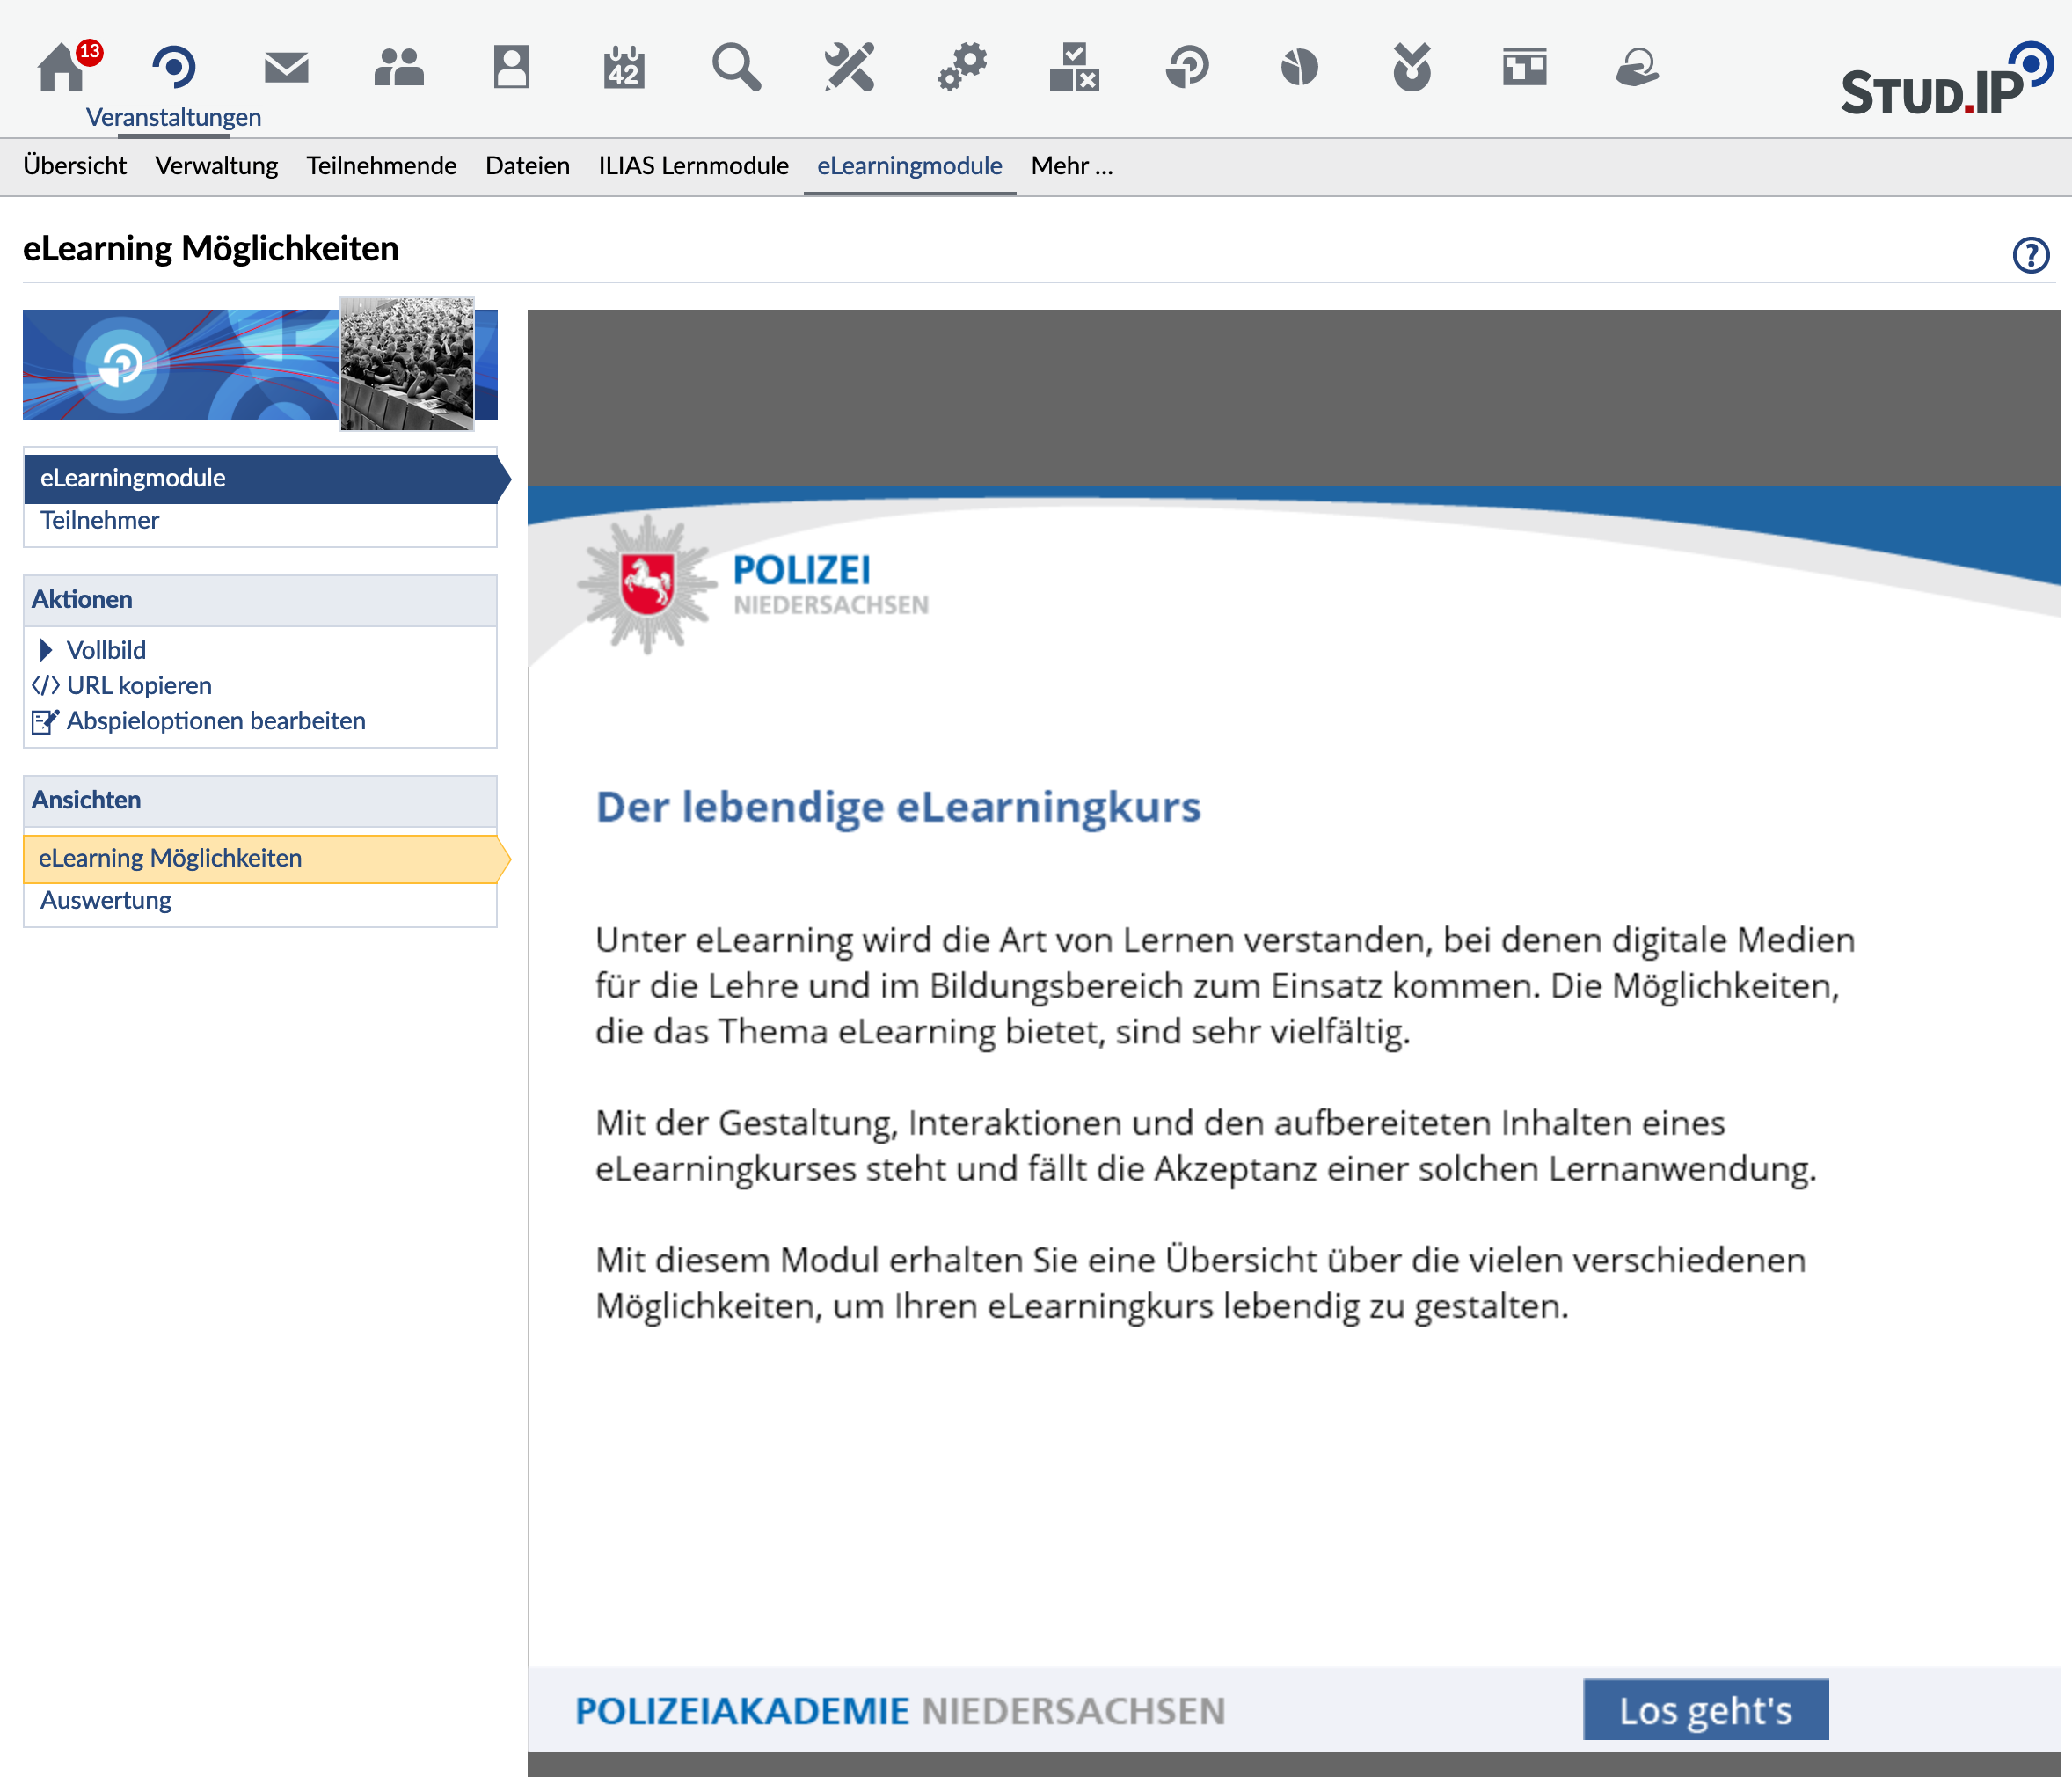 13
42
STUD.IP
Veranstaltungen
Übersicht Verwaltung Teilnehmende Dateien ILIAS Lernmodule eLearningmodule Mehr ...
eLearning Möglichkeiten
?
eLearningmodule
Teilnehmer
Aktionen
Vollbild
</> URL kopieren
Abspieloptionen bearbeiten
Ansichten
eLearning Möglichkeiten
Auswertung
POLIZEI
NIEDERSACHSEN
Der lebendige eLearningkurs
Unter eLearning wird die Art von Lernen verstanden, bei denen digitale Medien
für die Lehre und im Bildungsbereich zum Einsatz kommen. Die Möglichkeiten,
die das Thema eLearning bietet, sind sehr vielfältig.
Mit der Gestaltung, Interaktionen und den aufbereiteten Inhalten eines
eLearningkurses steht und fällt die Akzeptanz einer solchen Lernanwendung.
Mit diesem Modul erhalten Sie eine Übersicht über die vielen verschiedenen
Möglichkeiten, um Ihren eLearningkurs lebendig zu gestalten.
POLIZEIAKADEMIE NIEDERSACHSEN
Los geht's